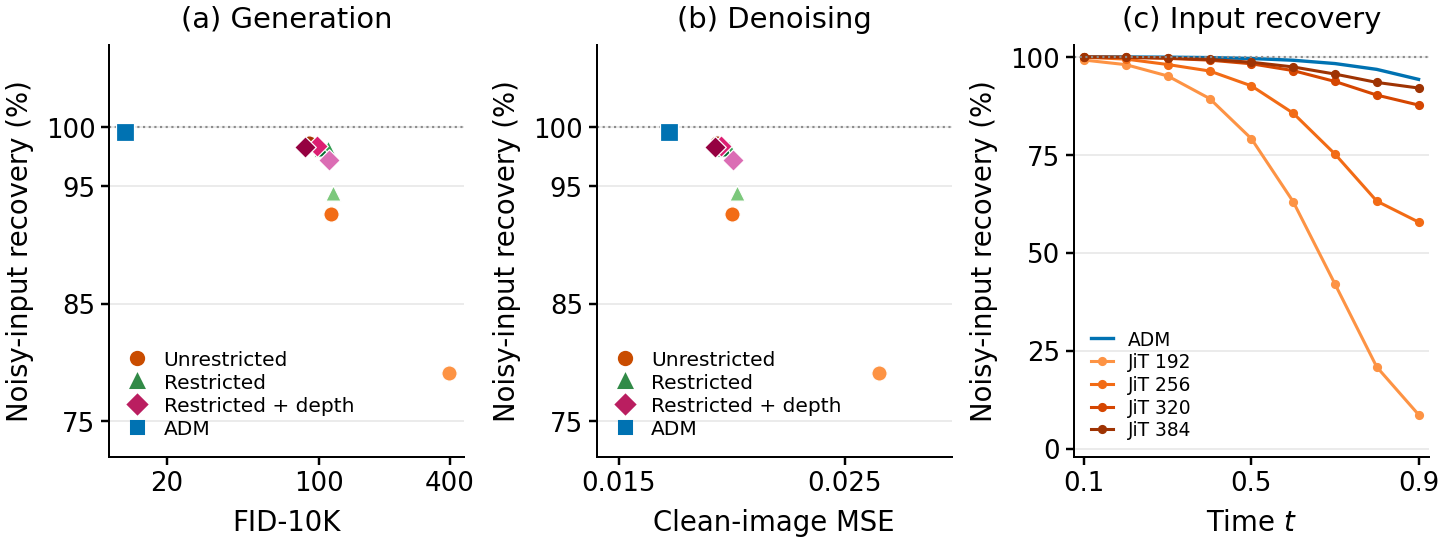 (a) Generation
Noisy-input recovery (%)
100
95
85
75
Unrestricted
Restricted
Restricted + depth
ADM
20
100
400
FID-10K
(b) Denoising
Noisy-input recovery (%)
100
95
85
75
Unrestricted
Restricted
Restricted + depth
ADM
0.015
0.025
Clean-image MSE
(c) Input recovery
Noisy-input recovery (%)
100
75
50
25
0
ADM
JiT 192
JiT 256
JiT 320
JiT 384
0.1
0.5
0.9
Time t